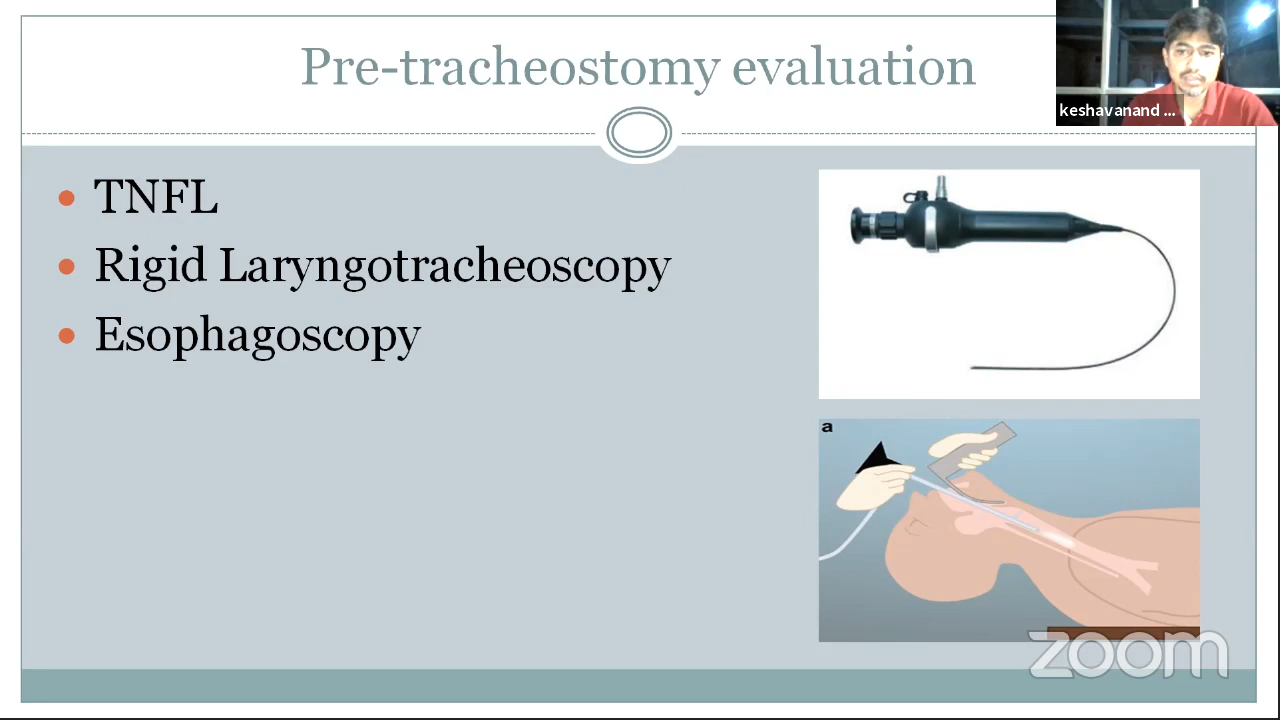 Pre-tracheostomy evaluation
keshavanand ...
• TNFL
• Rigid Laryngotracheoscopy
• Esophagoscopy
a
zoom